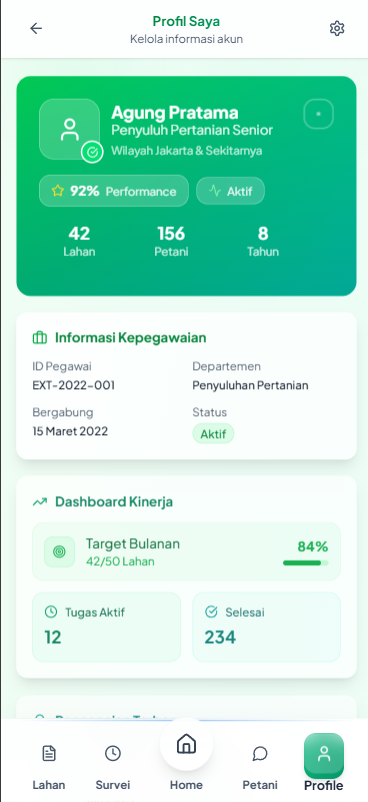 Profil Saya
Kelola informasi akun
Agung Pratama
Penyuluh Pertanian Senior
Wilayah Jakarta & Sekitarnya
92% Performance
Aktif
42
156
8
Lahan
Petani
Tahun
Informasi Kepegawaian
ID Pegawai
Departemen
EXT-2022-001
Penyuluhan Pertanian
Bergabung
Status
15 Maret 2022
Aktif
Dashboard Kinerja
Target Bulanan
42/50 Lahan
84%
Tugas Aktif
12
Selesai
234
Lahan
Survei
Home
Petani
Profile